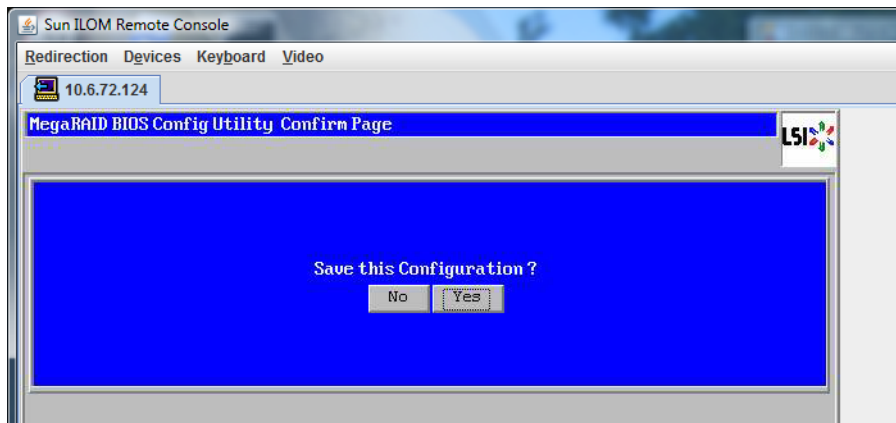 Sun ILOM Remote Console
Redirection Devices Keyboard Video
10.6.72.124
MegaRAID BIOS Config Utility Confirm Page
LSI
Save this Configuration ?
No Yes